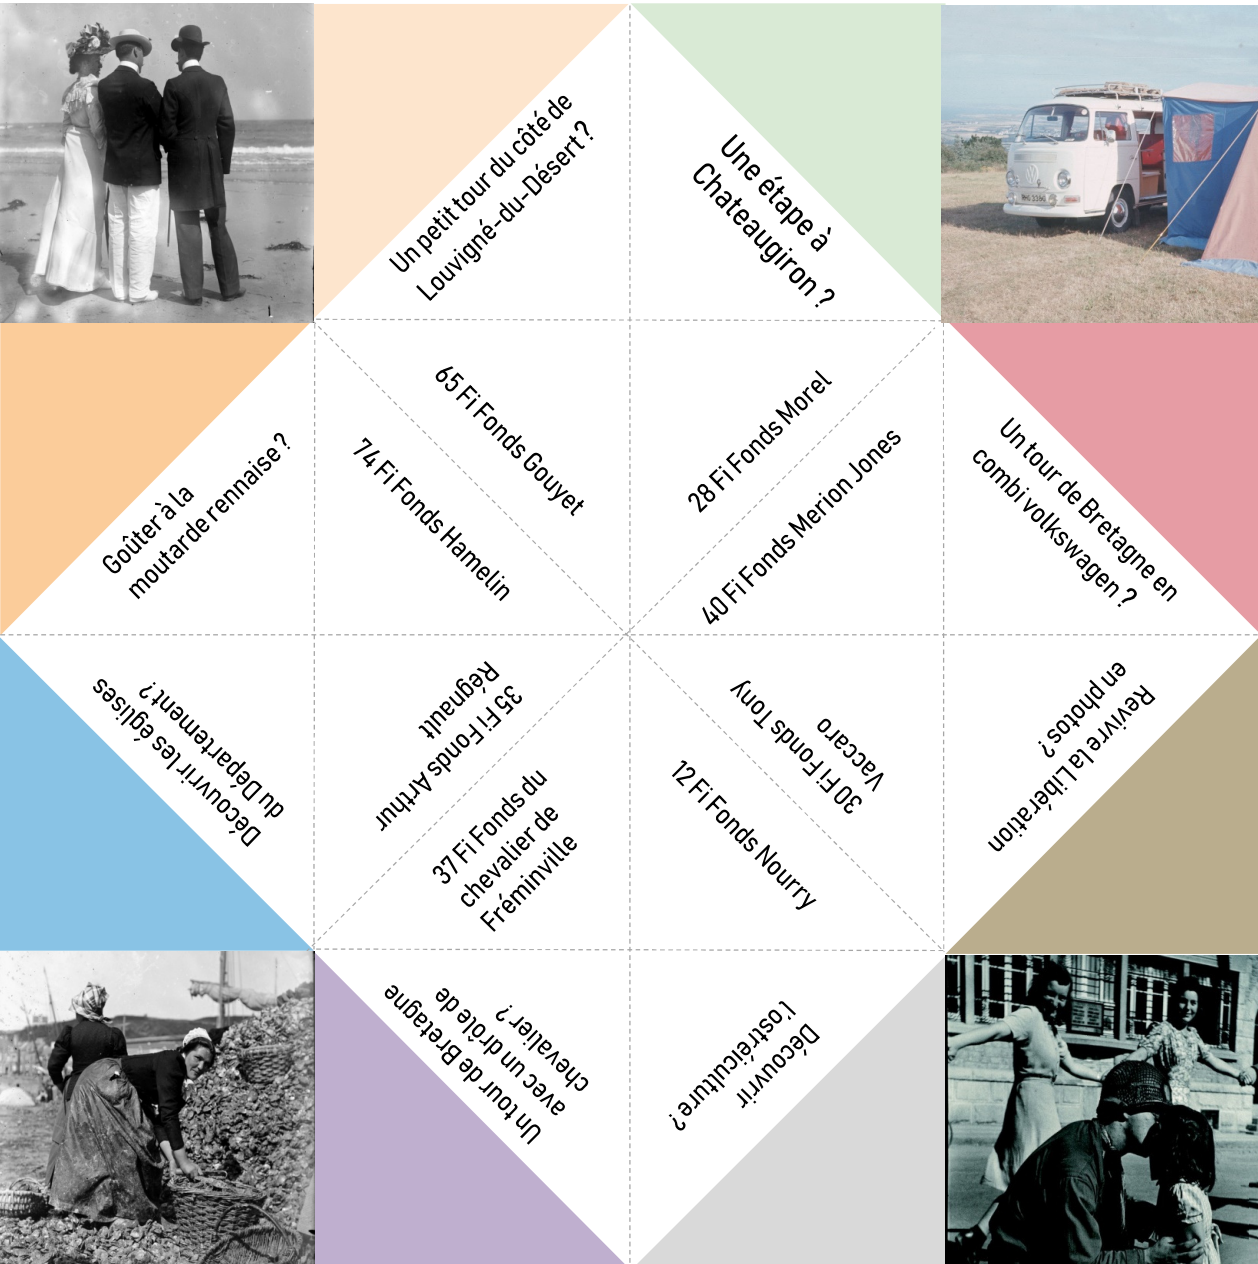 Un petit tour du côté de
Louvigné-du-Désert ?
Une étape à
Chateaugiron ?
Goûter à la
moutarde rennaise ?
65 Fi Fonds Gouyet
74 Fi Fonds Hamelin
28 Fi Fonds Morel
40 Fi Fonds Merion Jones
Un tour de Bretagne en
combi volkswagen ?
Découvrir les églises
du Département ?
35 Fi Fonds Arthur
Régnault
37 Fi Fonds du
chevalier de
Fréminville
30 Fi Fonds Tony
Vaccaro
12 Fi Fonds Nourry
Revivre la Libération
en photos ?
Un tour de Bretagne
avec un drôle de
chevalier ?
Découvrir
l'ostréiculture ?